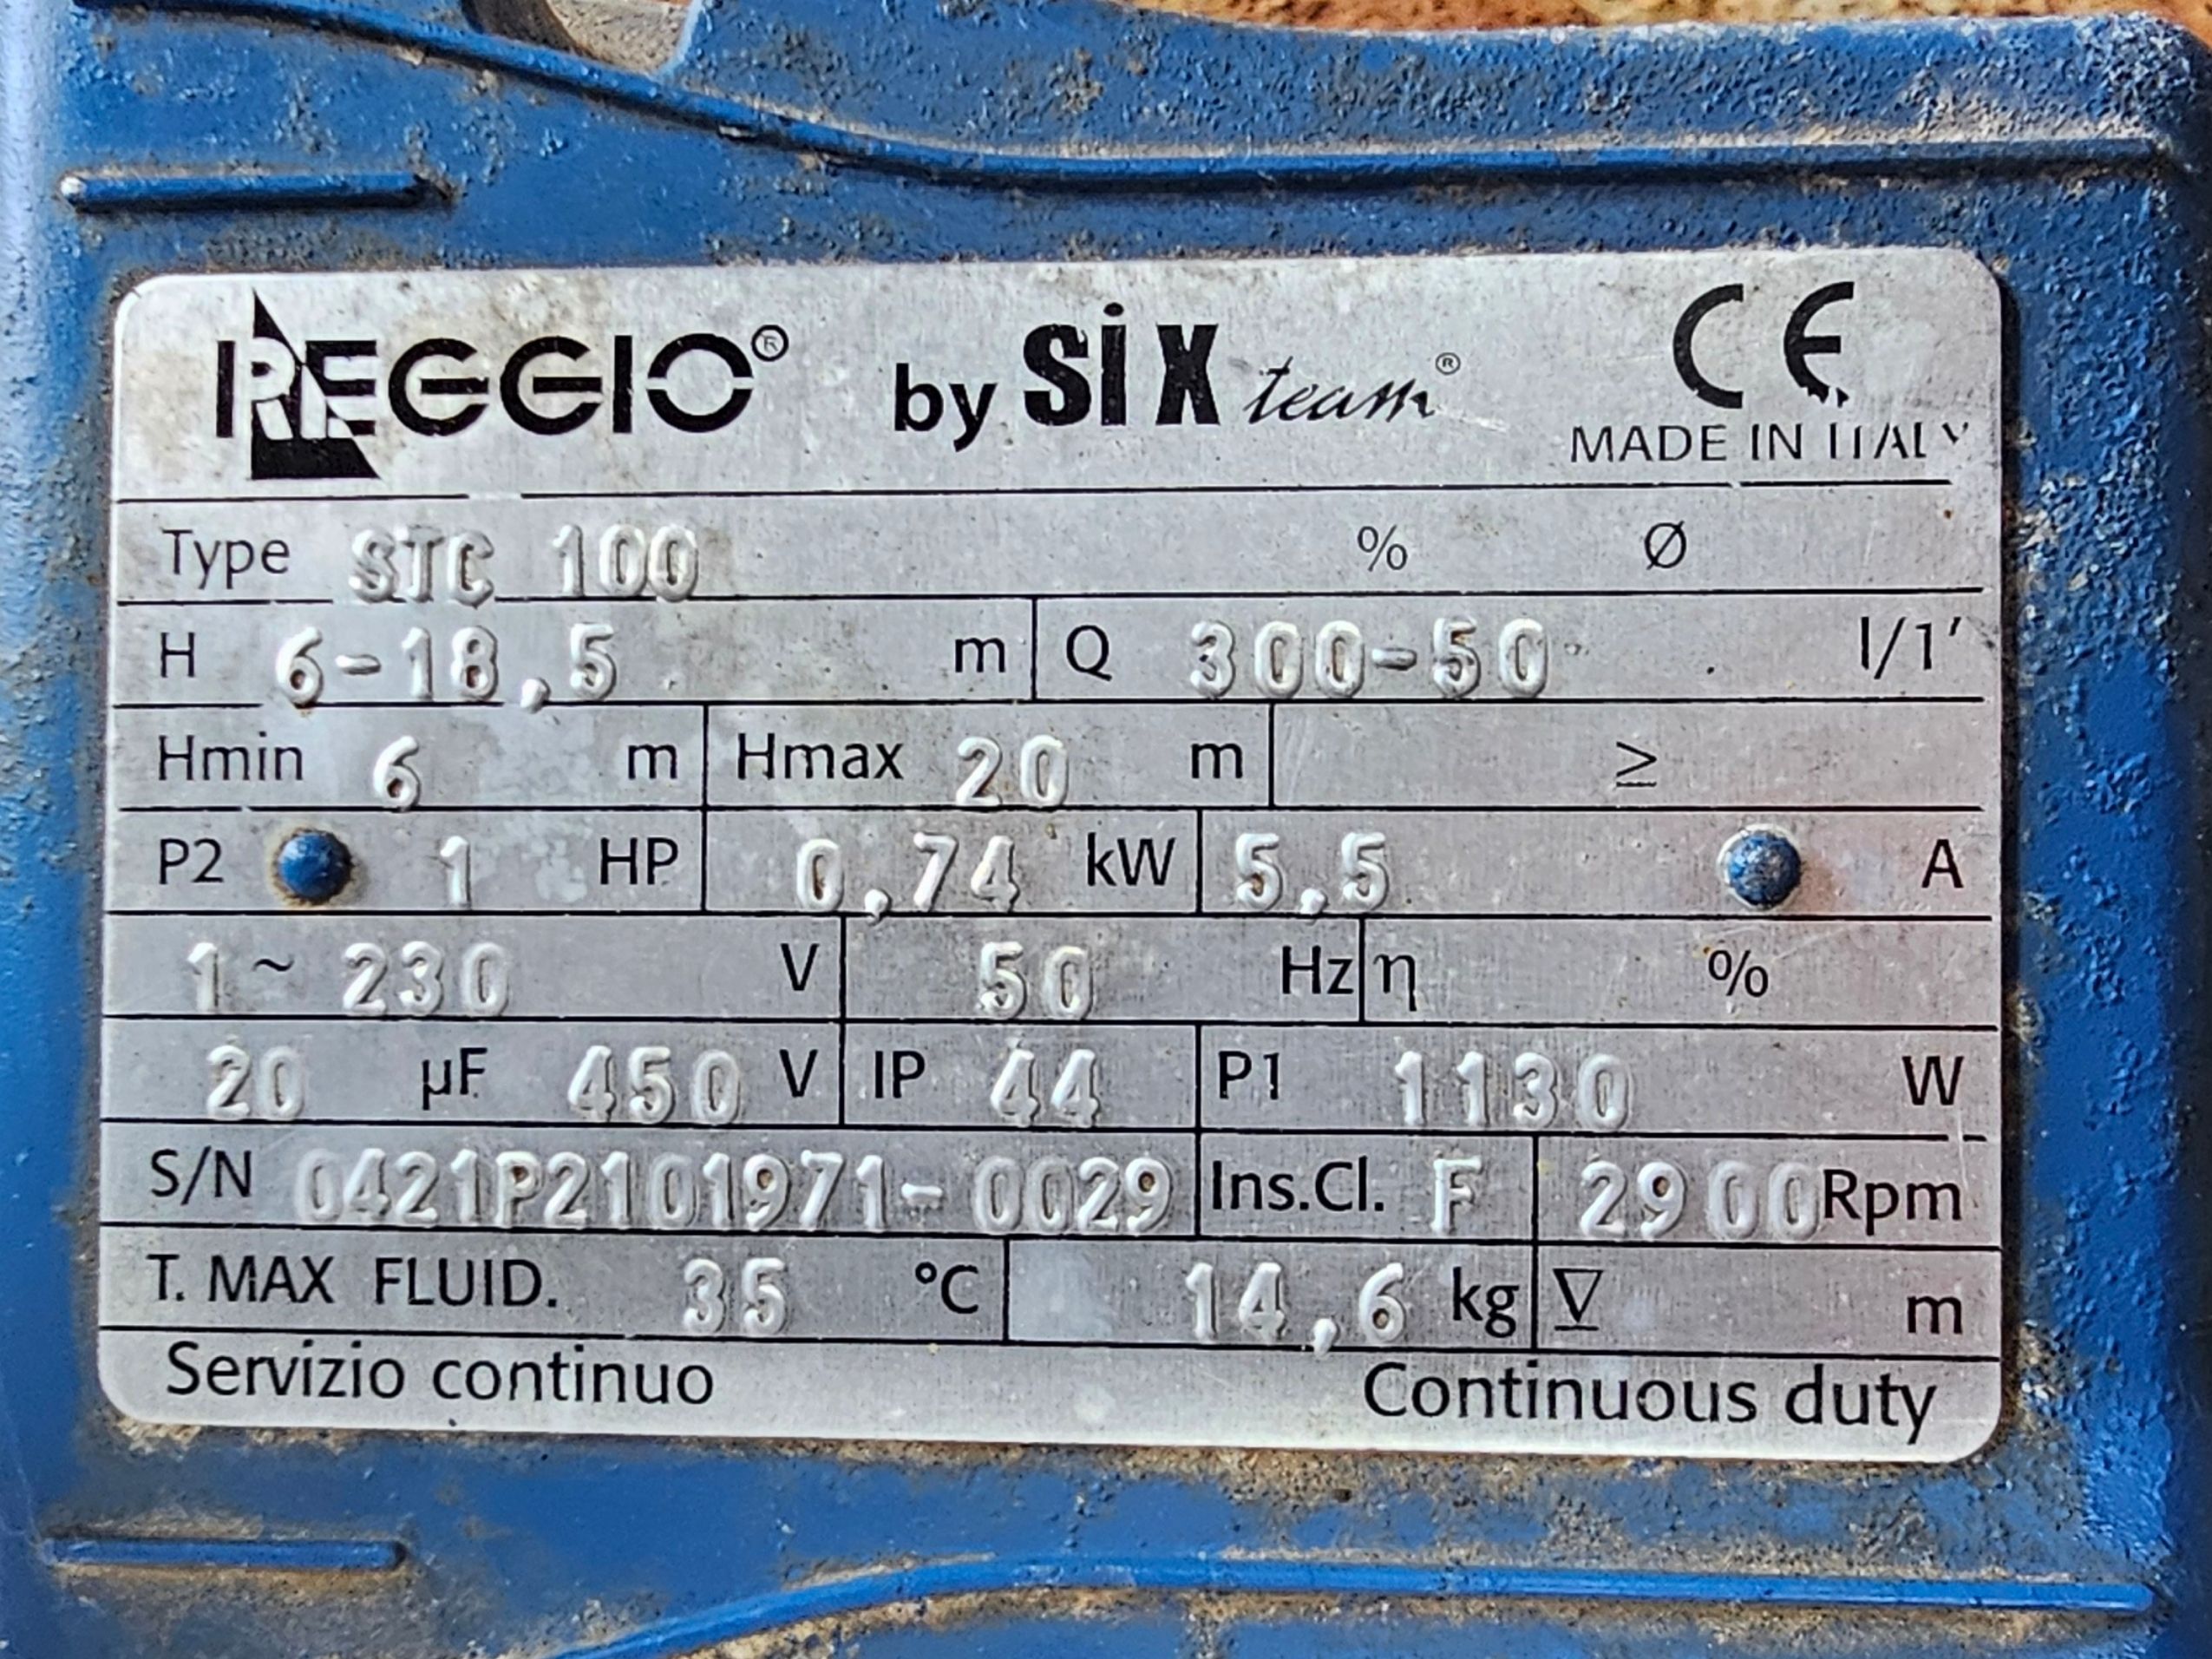 REGGIO® by SiX team® CE
MADE IN ITALY
Type STC 100 % Ø
H 6-18,5 m Q 300-50 l/1'
Hmin 6 m Hmax 20 m ≥
P2 1 HP 0,74 kW 5,5 A
1~ 230 V 50 Hz η %
20 µF 450 V IP 44 P1 1130 W
S/N 0421P2101971-0029 Ins.Cl. F 2900 Rpm
T. MAX FLUID. 35 °C 14,6 kg ∇ m
Servizio continuo Continuous duty